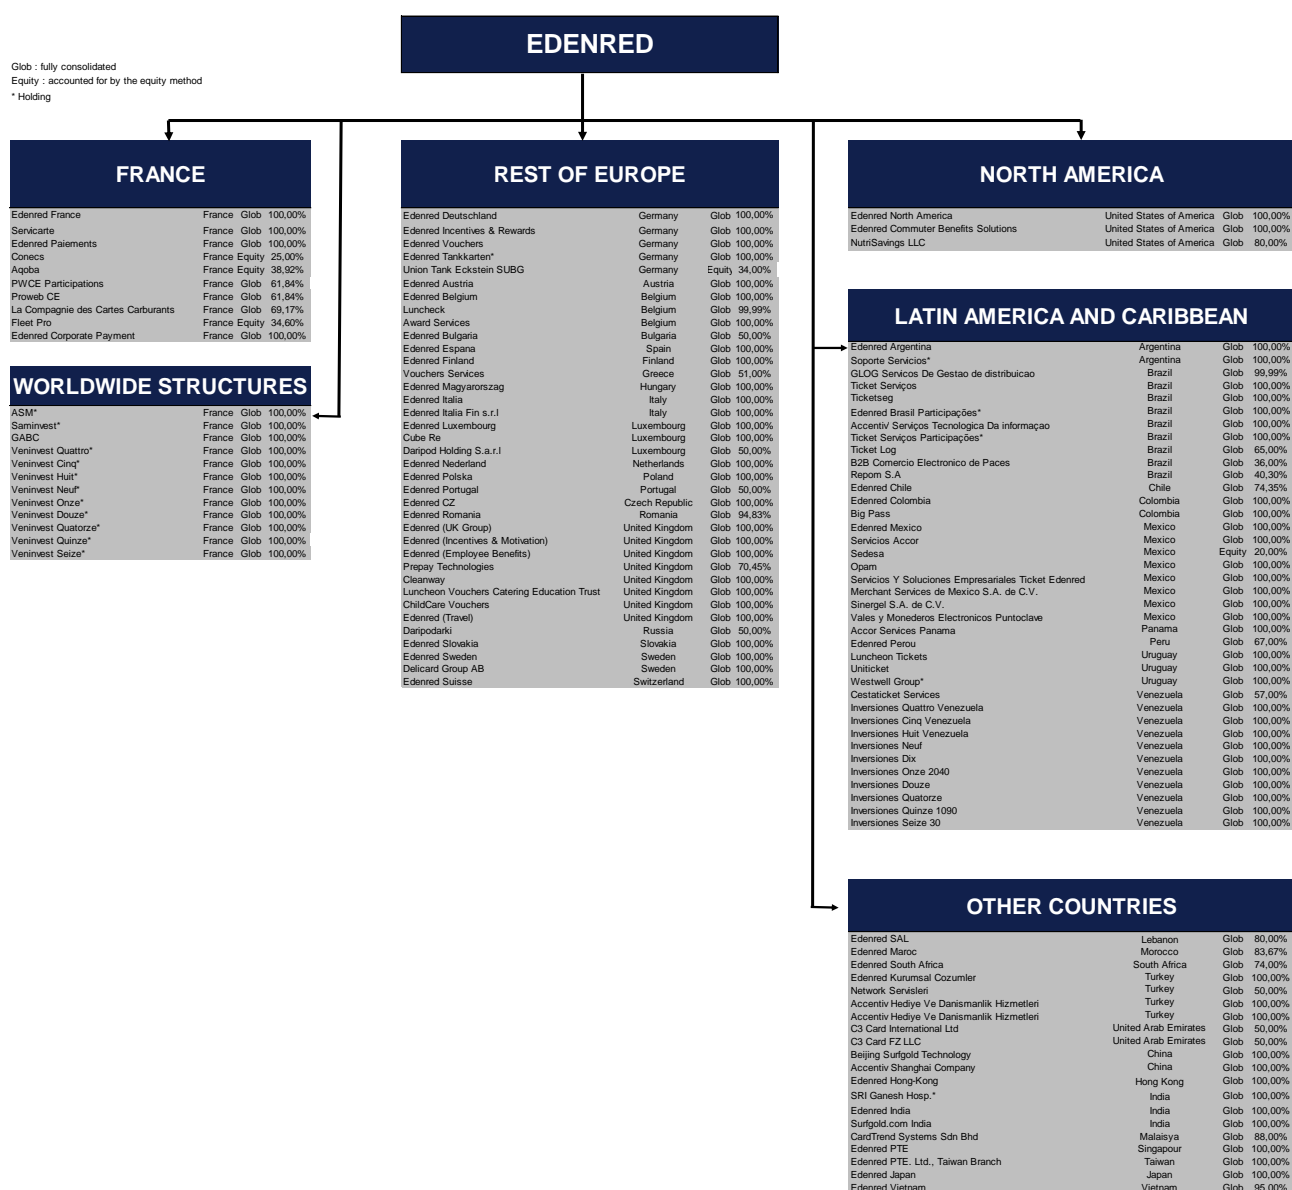 EDENRED
Glob : fully consolidated
Equity : accounted for by the equity method
* Holding
FRANCE
Edenred France France Glob 100,00%
Servicarte France Glob 100,00%
Edenred Paiements France Glob 100,00%
Conecs France Equity 25,00%
Aqoba France Equity 38,92%
PWCE Participations France Glob 61,84%
Proweb CE France Glob 61,84%
La Compagnie des Cartes Carburants France Glob 69,17%
Fleet Pro France Equity 34,60%
Edenred Corporate Payment France Glob 100,00%
WORLDWIDE STRUCTURES
ASM* France Glob 100,00%
Saminvest* France Glob 100,00%
GABC France Glob 100,00%
Veninvest Quattro* France Glob 100,00%
Veninvest Cinq* France Glob 100,00%
Veninvest Huit* France Glob 100,00%
Veninvest Neuf* France Glob 100,00%
Veninvest Onze* France Glob 100,00%
Veninvest Douze* France Glob 100,00%
Veninvest Quatorze* France Glob 100,00%
Veninvest Quinze* France Glob 100,00%
Veninvest Seize* France Glob 100,00%
REST OF EUROPE
Edenred Deutschland Germany Glob 100,00%
Edenred Incentives & Rewards Germany Glob 100,00%
Edenred Vouchers Germany Glob 100,00%
Edenred Tankkarten* Germany Glob 100,00%
Union Tank Eckstein SUBG Germany Equity 34,00%
Edenred Austria Austria Glob 100,00%
Edenred Belgium Belgium Glob 100,00%
Luncheck Belgium Glob 99,99%
Award Services Belgium Glob 100,00%
Edenred Bulgaria Bulgaria Glob 50,00%
Edenred Espana Spain Glob 100,00%
Edenred Finland Finland Glob 100,00%
Vouchers Services Greece Glob 51,00%
Edenred Magyarorszag Hungary Glob 100,00%
Edenred Italia Italy Glob 100,00%
Edenred Italia Fin s.r.l Italy Glob 100,00%
Edenred Luxembourg Luxembourg Glob 100,00%
Cube Re Luxembourg Glob 100,00%
Daripod Holding S.a.r.l Luxembourg Glob 50,00%
Edenred Nederland Netherlands Glob 100,00%
Edenred Polska Poland Glob 100,00%
Edenred Portugal Portugal Glob 50,00%
Edenred CZ Czech Republic Glob 100,00%
Edenred Romania Romania Glob 94,83%
Edenred (UK Group) United Kingdom Glob 100,00%
Edenred (Incentives & Motivation) United Kingdom Glob 100,00%
Edenred (Employee Benefits) United Kingdom Glob 100,00%
Prepay Technologies United Kingdom Glob 70,45%
Cleanway United Kingdom Glob 100,00%
Luncheon Vouchers Catering Education Trust United Kingdom Glob 100,00%
ChildCare Vouchers United Kingdom Glob 100,00%
Edenred (Travel) United Kingdom Glob 100,00%
Daripodarki Russia Glob 50,00%
Edenred Slovakia Slovakia Glob 100,00%
Edenred Sweden Sweden Glob 100,00%
Delicard Group AB Sweden Glob 100,00%
Edenred Suisse Switzerland Glob 100,00%
NORTH AMERICA
Edenred North America United States of America Glob 100,00%
Edenred Commuter Benefits Solutions United States of America Glob 100,00%
NutriSavings LLC United States of America Glob 80,00%
LATIN AMERICA AND CARIBBEAN
Edenred Argentina Argentina Glob 100,00%
Soporte Servicios* Argentina Glob 100,00%
GLOG Servicos De Gestao de distribuicao Brazil Glob 99,99%
Ticket Serviços Brazil Glob 100,00%
Ticketseg Brazil Glob 100,00%
Edenred Brasil Participações* Brazil Glob 100,00%
AccentiV Serviços Tecnologica Da informaçao Brazil Glob 100,00%
Ticket Serviços Participações* Brazil Glob 100,00%
Ticket Log Brazil Glob 65,00%
B2B Comercio Electronico de Paces Brazil Glob 36,00%
Repom S.A Brazil Glob 40,30%
Edenred Chile Chile Glob 74,35%
Edenred Colombia Colombia Glob 100,00%
Big Pass Colombia Glob 100,00%
Edenred Mexico Mexico Glob 100,00%
Servicios Accor Mexico Glob 100,00%
Sedesa Mexico Equity 20,00%
Opam Mexico Glob 100,00%
Servicios Y Soluciones Empresariales Ticket Edenred Mexico Glob 100,00%
Merchant Services de Mexico S.A. de C.V. Mexico Glob 100,00%
Sinergel S.A. de C.V. Mexico Glob 100,00%
Vales y Monederos Electronicos Puntoclave Mexico Glob 100,00%
Accor Services Panama Panama Glob 100,00%
Edenred Perou Peru Glob 67,00%
Luncheon Tickets Uruguay Glob 100,00%
Uniticket Uruguay Glob 100,00%
Westwell Group* Uruguay Glob 100,00%
Cestaticket Services Venezuela Glob 57,00%
Inversiones Quattro Venezuela Venezuela Glob 100,00%
Inversiones Cinq Venezuela Venezuela Glob 100,00%
Inversiones Huit Venezuela Venezuela Glob 100,00%
Inversiones Neuf Venezuela Glob 100,00%
Inversiones Dix Venezuela Glob 100,00%
Inversiones Onze 2040 Venezuela Glob 100,00%
Inversiones Douze Venezuela Glob 100,00%
Inversiones Quatorze Venezuela Glob 100,00%
Inversiones Quinze 1090 Venezuela Glob 100,00%
Inversiones Seize 30 Venezuela Glob 100,00%
OTHER COUNTRIES
Edenred SAL Lebanon Glob 80,00%
Edenred Maroc Morocco Glob 83,67%
Edenred South Africa South Africa Glob 74,00%
Edenred Kurumsal Cozumler Turkey Glob 100,00%
Network Servisleri Turkey Glob 50,00%
Accentiv Hediye Ve Danismanlik Hizmetleri Turkey Glob 100,00%
Accentiv Hediye Ve Danismanlik Hizmetleri Turkey Glob 100,00%
C3 Card International Ltd United Arab Emirates Glob 50,00%
C3 Card FZ LLC United Arab Emirates Glob 50,00%
Beijing Surfgold Technology China Glob 100,00%
Accentiv Shanghai Company China Glob 100,00%
Edenred Hong-Kong Hong Kong Glob 100,00%
SRI Ganesh Hosp.* India Glob 100,00%
Edenred India India Glob 100,00%
Surfgold.com India India Glob 100,00%
CardTrend Systems Sdn Bhd Malaisya Glob 88,00%
Edenred PTE Singapour Glob 100,00%
Edenred PTE. Ltd., Taiwan Branch Taiwan Glob 100,00%
Edenred Japan Japan Glob 100,00%
Edenred Vietnam Vietnam Glob 95,00%